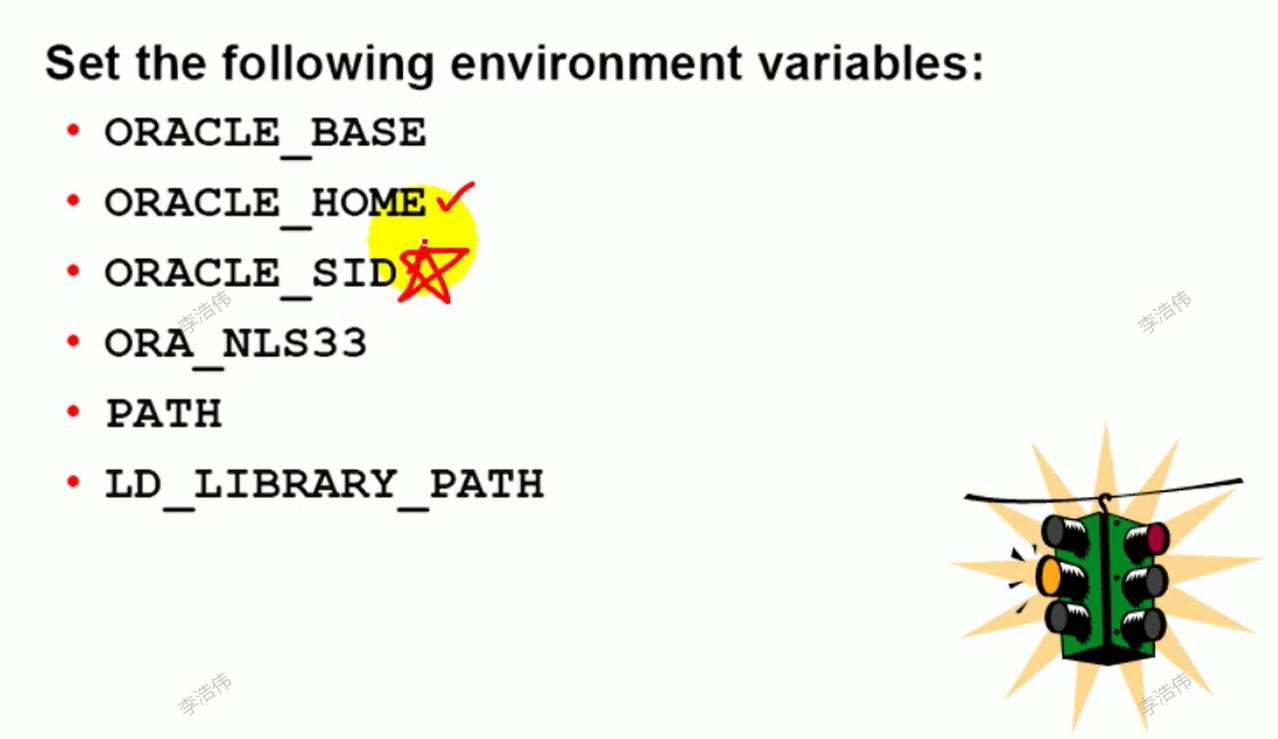 Set the following environment variables:
• ORACLE_BASE
• ORACLE_HOME
• ORACLE_SID
• ORA_NLS33
• PATH
• LD_LIBRARY_PATH
李浩伟
李浩伟
李浩伟
李浩伟